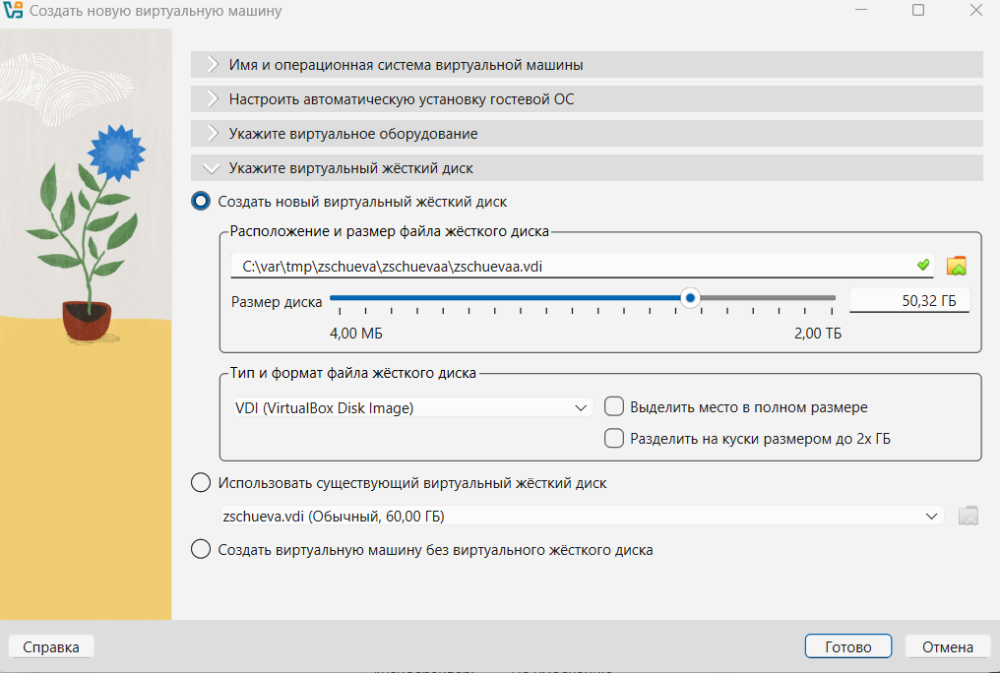 Создать новую виртуальную машину
Имя и операционная система виртуальной машины
Настроить автоматическую установку гостевой ОС
Укажите виртуальное оборудование
Укажите виртуальный жёсткий диск
Создать новый виртуальный жёсткий диск
Расположение и размер файла жёсткого диска
C:\var\tmp\zschueva\zschuevaa\zschuevaa.vdi
Размер диска
50,32 ГБ
4,00 МБ
2,00 ТБ
Тип и формат файла жёсткого диска
VDI (VirtualBox Disk Image)
Выделить место в полном размере
Разделить на куски размером до 2х ГБ
Использовать существующий виртуальный жёсткий диск
zschueva.vdi (Обычный, 60,00 ГБ)
Создать виртуальную машину без виртуального жёсткого диска
Справка
Готово
Отмена